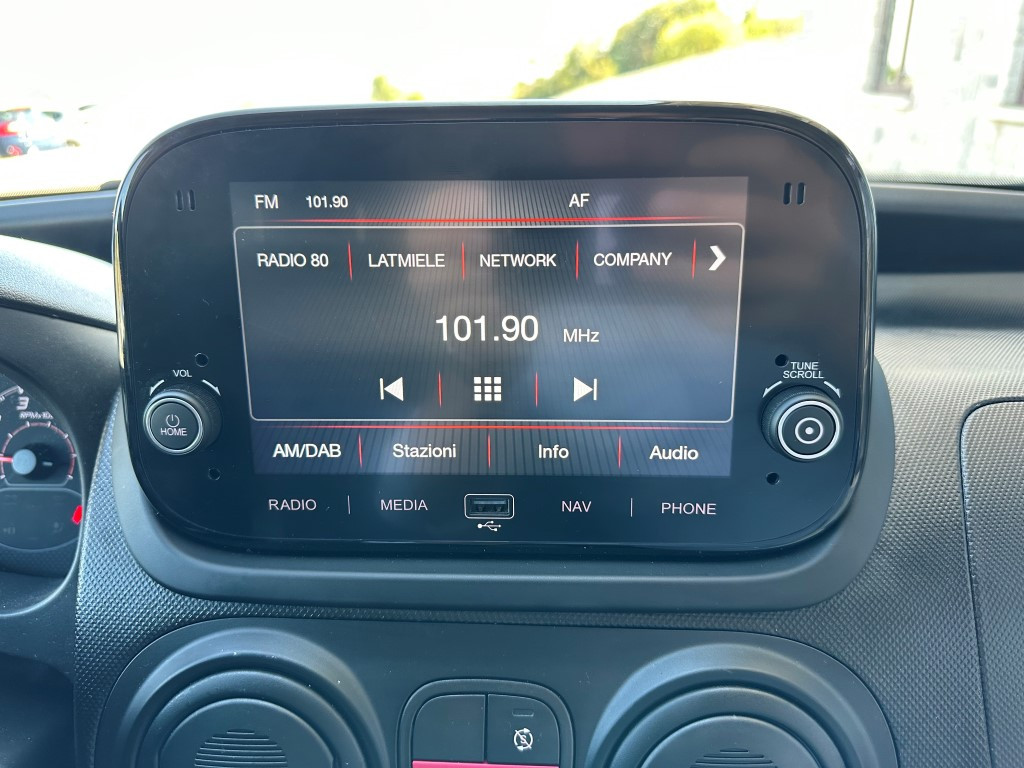 FM 101.90 AF
RADIO 80 LATMIELE NETWORK COMPANY
101.90 MHz
VOL
HOME
TUNE
SCROLL
AM/DAB Stazioni Info Audio
RADIO MEDIA NAV PHONE
3